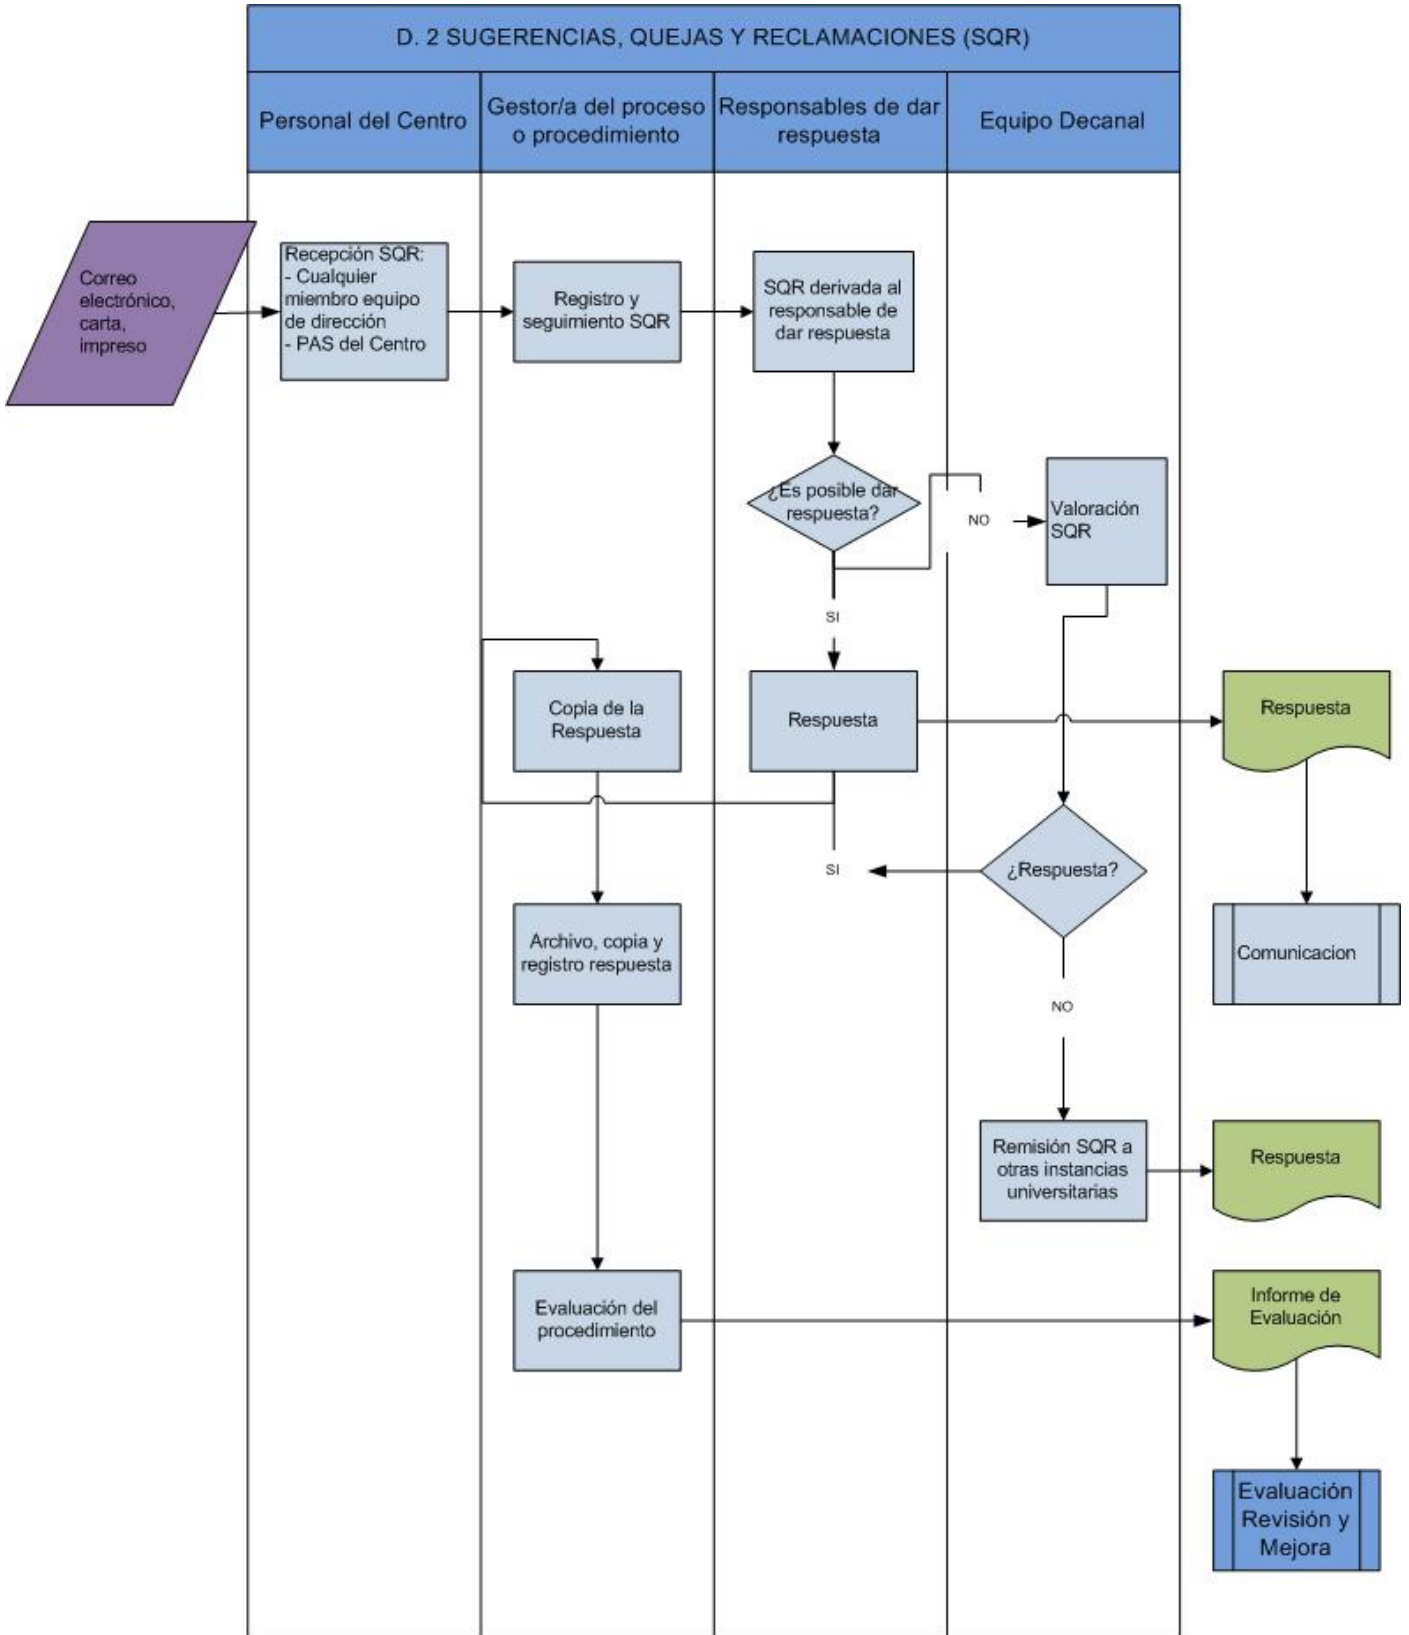 D. 2 SUGERENCIAS, QUEJAS Y RECLAMACIONES (SQR)
Personal del Centro
Gestor/a del proceso
o procedimiento
Responsables de dar
respuesta
Equipo Decanal
Correo
electrónico,
carta,
impreso
Recepción SQR:
- Cualquier
miembro equipo
de dirección
- PAS del Centro
Registro y
seguimiento SQR
SQR derivada al
responsable de
dar respuesta
¿Es posible dar
respuesta?
NO
Valoración
SQR
SI
Copia de la
Respuesta
Respuesta
Respuesta
SI
¿Respuesta?
Archivo, copia y
registro respuesta
Comunicacion
NO
Remisión SQR a
otras instancias
universitarias
Respuesta
Evaluación del
procedimiento
Informe de
Evaluación
Evaluación
Revisión y
Mejora